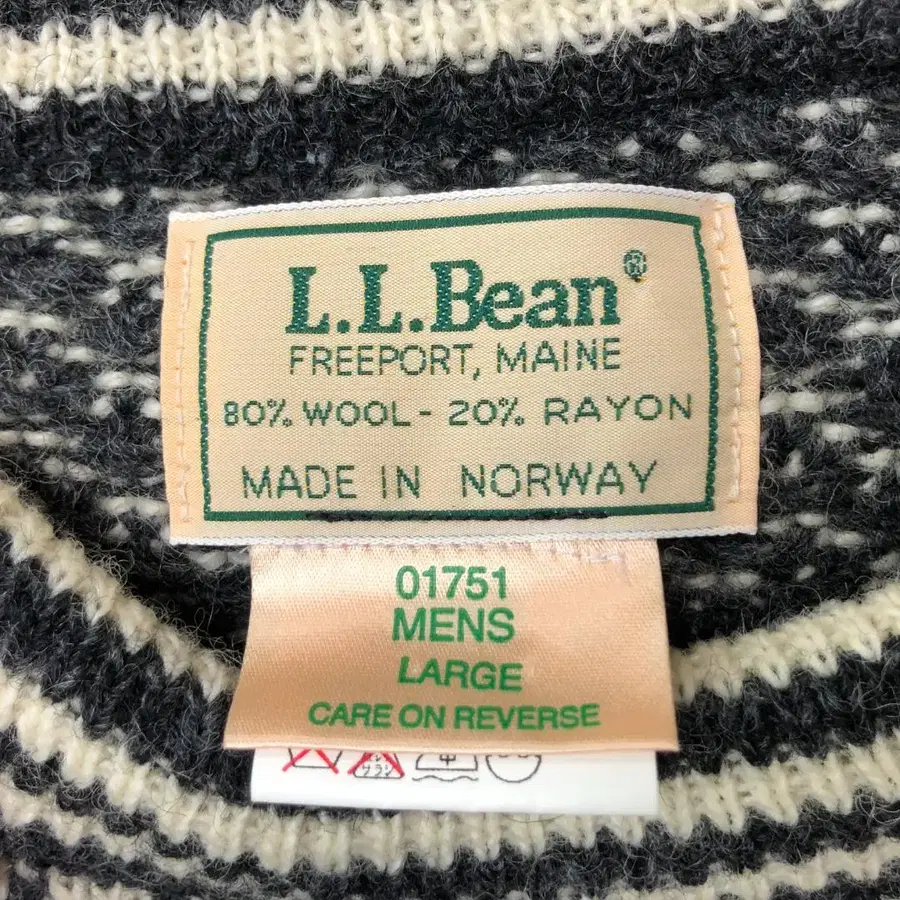 L.L.Bean®
FREEPORT, MAINE
80% WOOL - 20% RAYON
MADE IN NORWAY
01751
MENS
LARGE
CARE ON REVERSE